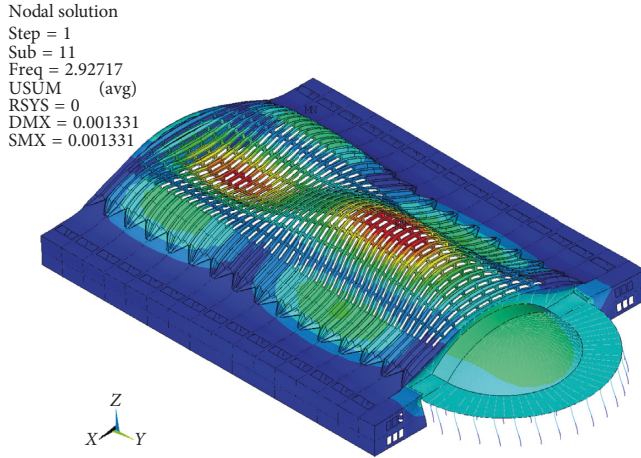 Nodal solution
Step = 1
Sub = 11
Freq = 2.92717
USUM (avg)
RSYS = 0
DMX = 0.001331
SMX = 0.001331
Z
X
Y